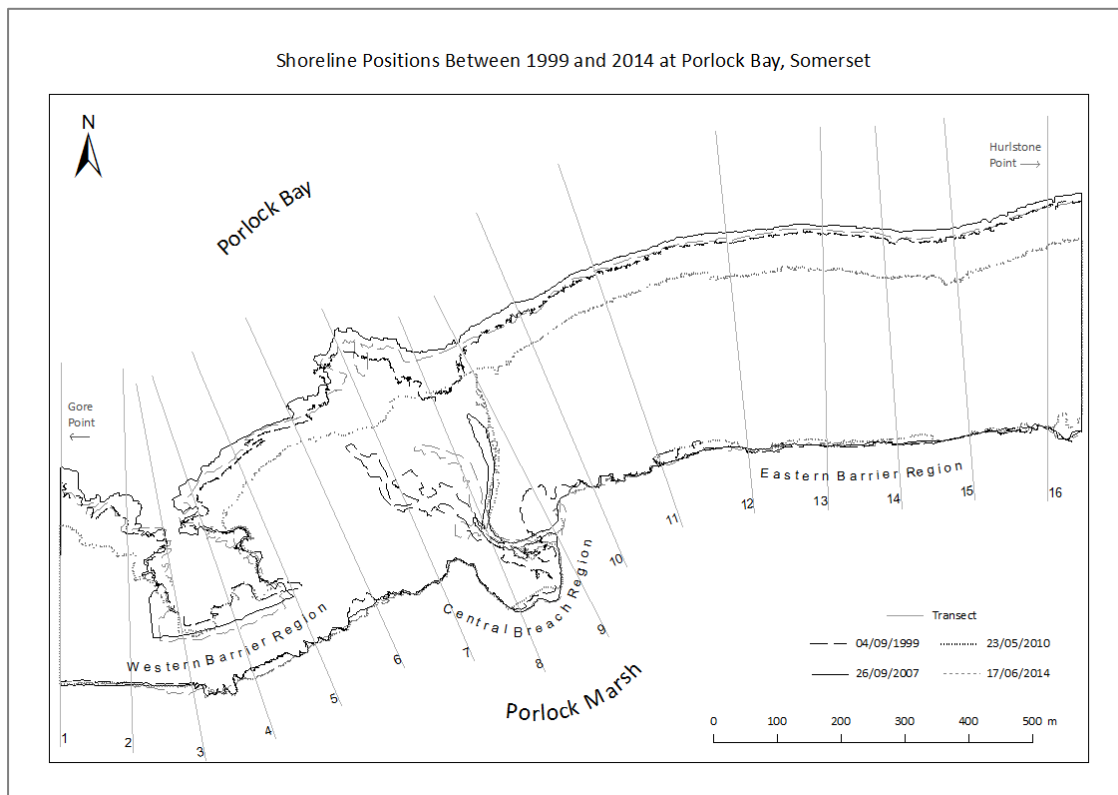 Shoreline Positions Between 1999 and 2014 at Porlock Bay, Somerset
N
Porlock Bay
Hurlstone
Point →
Gore
Point
←
Western Barrier Region
Central Breach Region
Eastern Barrier Region
Porlock Marsh
1
2
3
4
5
6
7
8
9
10
11
12
13
14
15
16
Transect
04/09/1999
23/05/2010
26/09/2007
17/06/2014
0 100 200 300 400 500 m